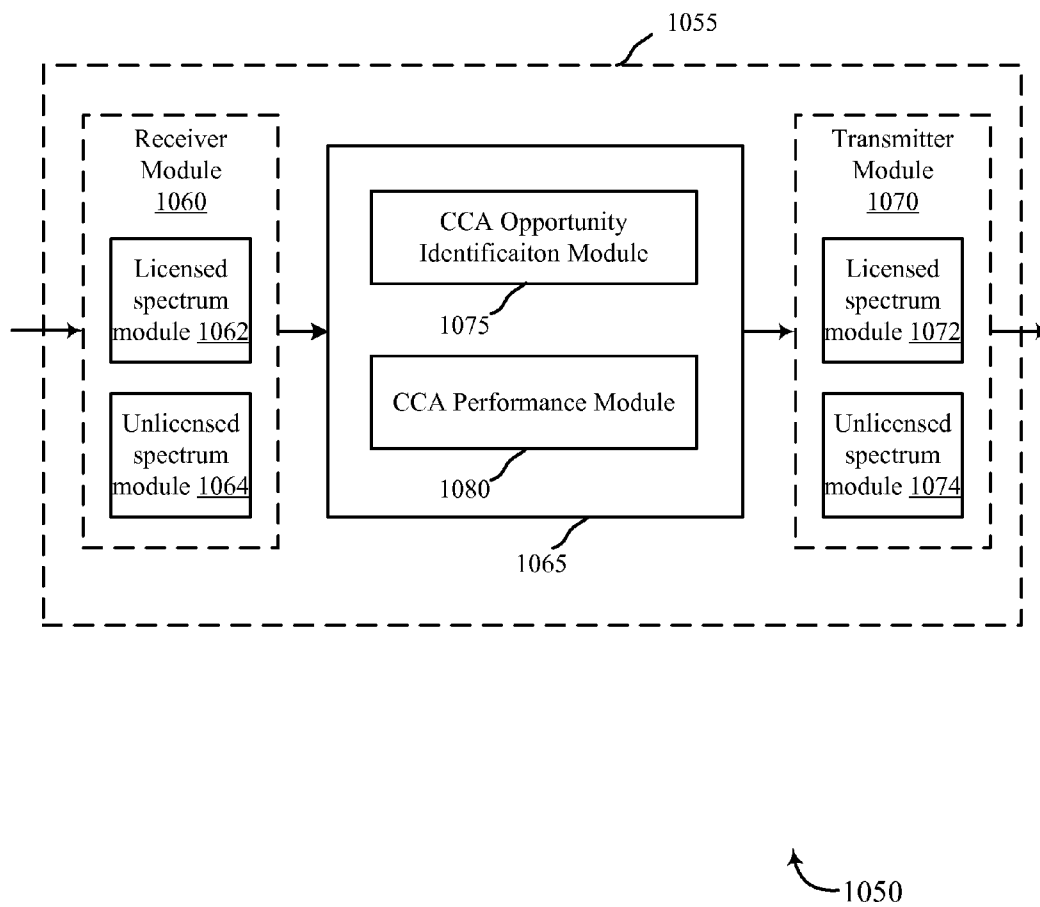 1055
Receiver
Module
1060
Licensed
spectrum
module 1062
Unlicensed
spectrum
module 1064
CCA Opportunity
Identificaiton Module
1075
CCA Performance Module
1080
1065
Transmitter
Module
1070
Licensed
spectrum
module 1072
Unlicensed
spectrum
module 1074
1050